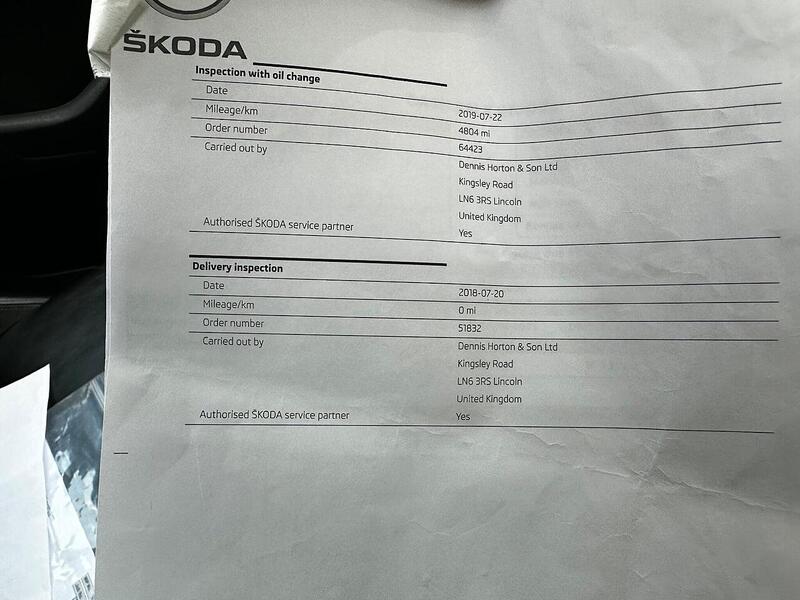 ŠKODA
Inspection with oil change
Date 2019-07-22
Mileage/km 4804 mi
Order number 64423
Carried out by Dennis Horton & Son Ltd
Kingsley Road
LN6 3RS Lincoln
United Kingdom
Authorised ŠKODA service partner Yes
Delivery inspection
Date 2018-07-20
Mileage/km 0 mi
Order number 51832
Carried out by Dennis Horton & Son Ltd
Kingsley Road
LN6 3RS Lincoln
United Kingdom
Authorised ŠKODA service partner Yes